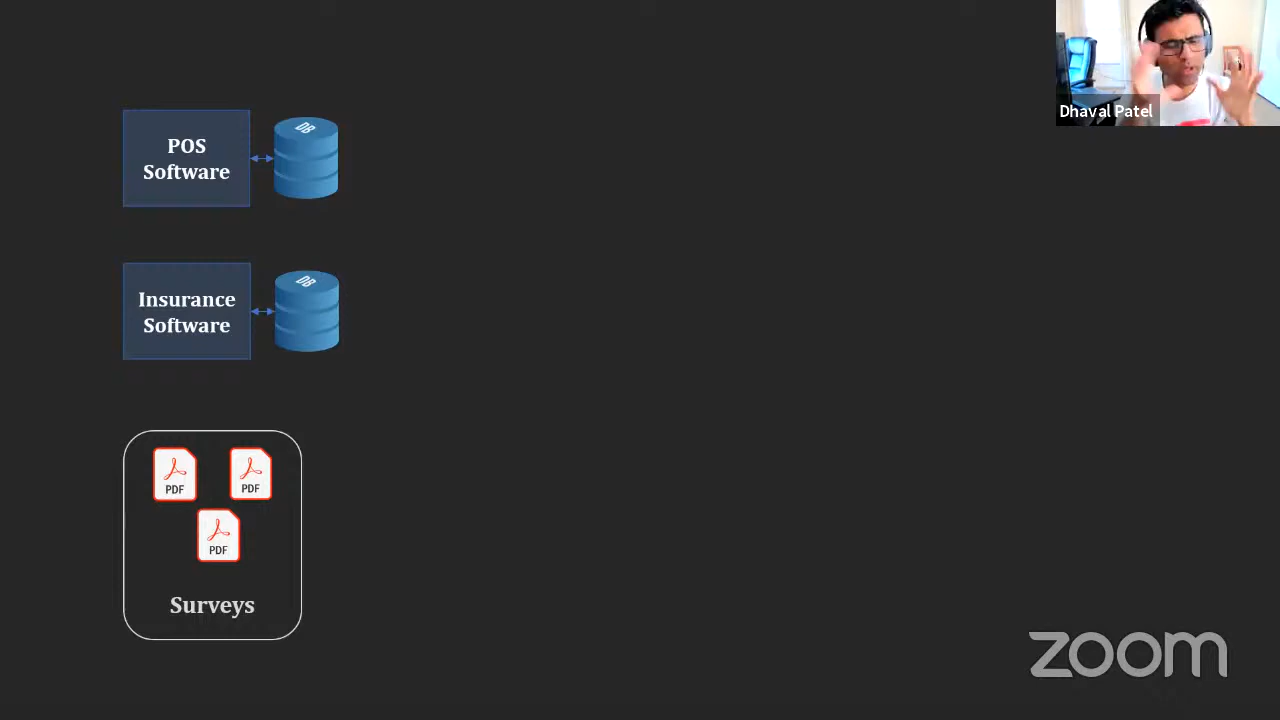 Dhaval Patel
POS
Software
DB
Insurance
Software
DB
PDF
PDF
PDF
Surveys
zoom